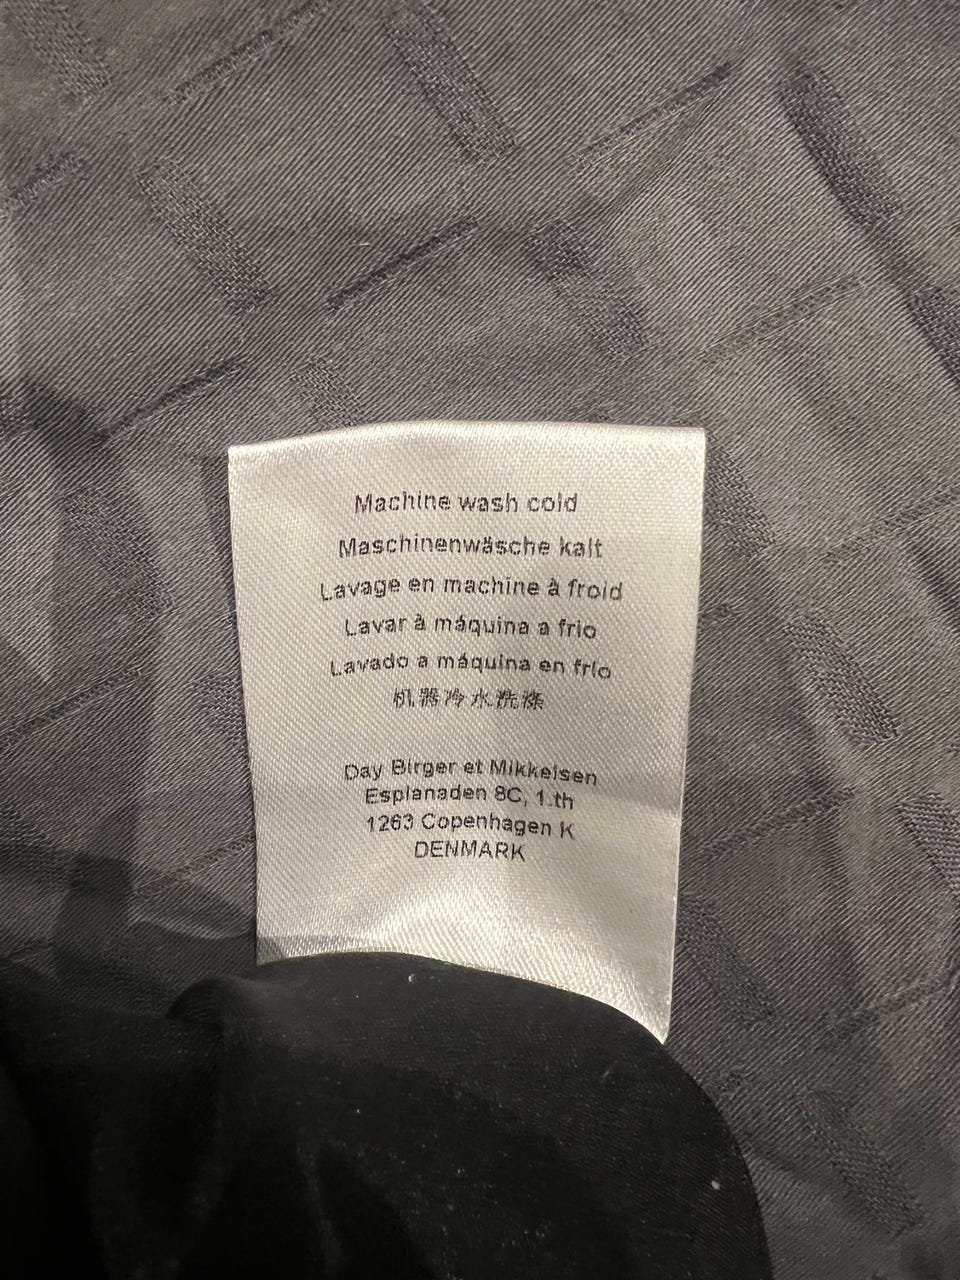 Machine wash cold
Maschinenwäsche kalt
Lavage en machine à froid
Lavar à máquina a frio
Lavado a máquina en frío
机器冷水洗涤
Day Birger et Mikkelsen
Esplanaden 8C, 1.th
1263 Copenhagen K
DENMARK